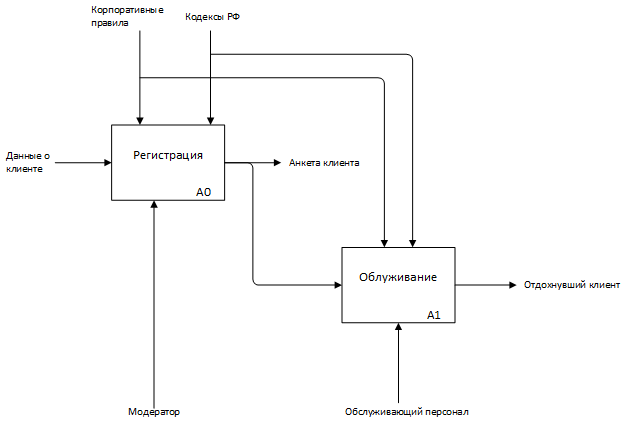 Корпоративные
правила
Кодексы РФ
Данные о
клиенте
Регистрация
A0
Анкета клиента
Облуживание
A1
Отдохнувший клиент
Модератор
Обслуживающий персонал